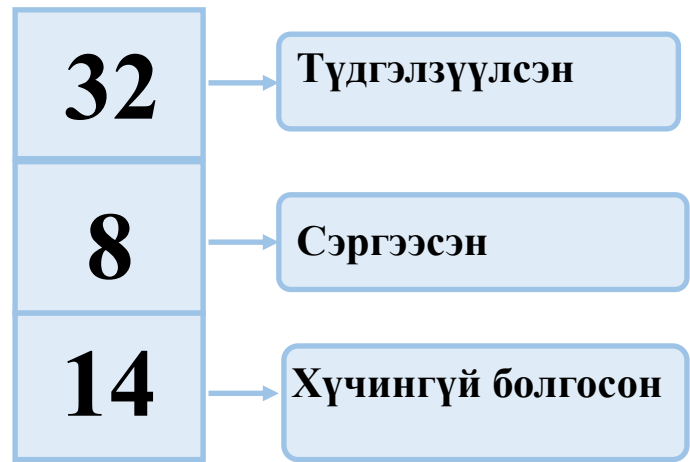 32
Түдгэлзүүлсэн
8
Сэргээсэн
14
Хүчингүй болгосон